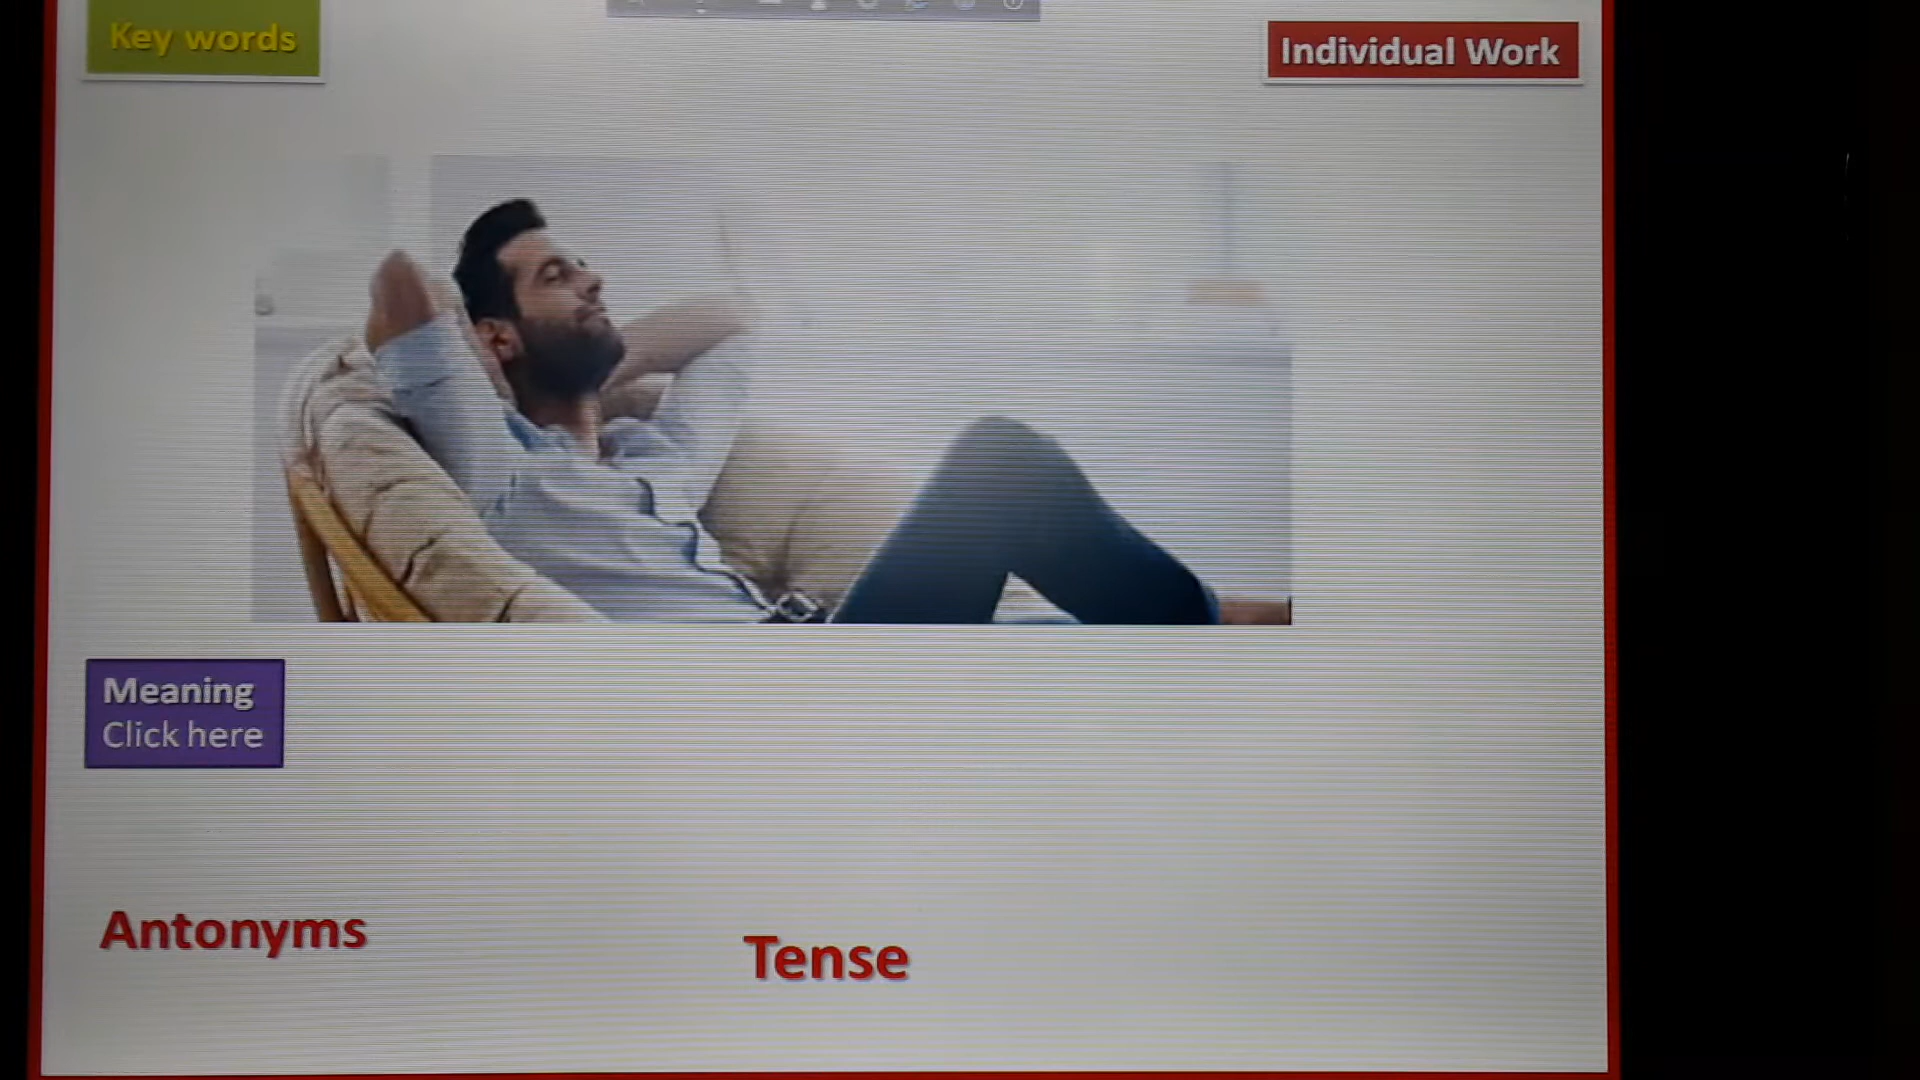 Key words
Individual Work
Meaning
Click here
Antonyms
Tense